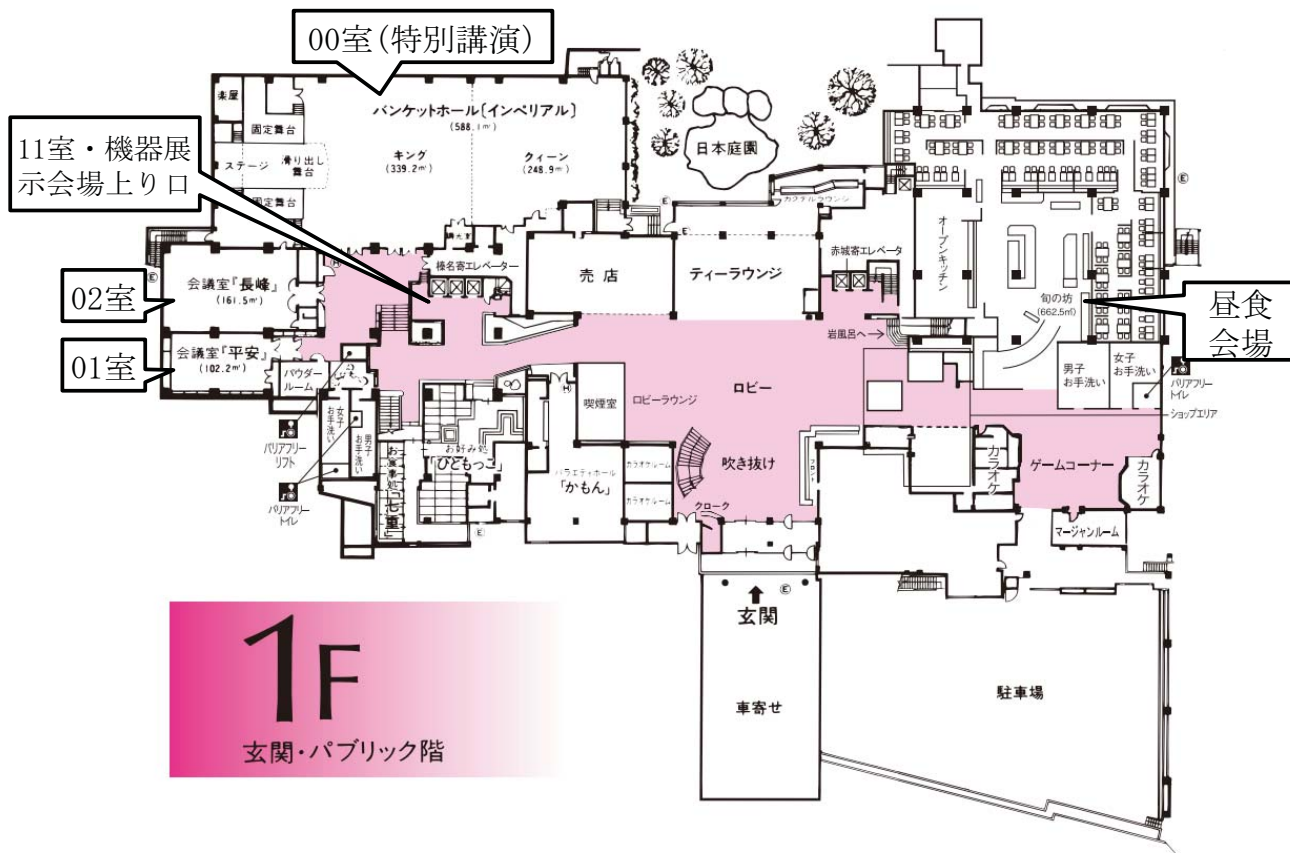 00室(特別講演)
楽屋
固定舞台
バンケットホール〔インペリアル〕
(588.1㎡)
11室・機器展
示会場上り口
ステージ
滑り出し
舞台
キング
(339.2㎡)
クィーン
(248.9㎡)
日本庭園
固定舞台
カクテルラウンジ
オープンキッチン
榛名寄エレベーター
売店
ティーラウンジ
赤城寄エレベータ
02室
会議室『長峰』
(161.5㎡)
旬の坊
(662.5㎡)
昼食
会場
岩風呂へ
01室
会議室『平安』
(102.2㎡)
パウダー
ルーム
男子
お手洗い
女子
お手洗い
バリアフリー
トイレ
喫煙室
ロビーラウンジ
ロビー
ショップエリア
女子
お手洗い
男子
お手洗い
バリアフリー
リフト
バリアフリー
トイレ
お好み処
「ひともっこ」
お食事処
「七重」
バラエティホール
「かもん」
カラオケルーム
カラオケルーム
吹き抜け
フロント
カラオケ
ゲームコーナー
カラオケ
クローク
マージャンルーム
玄関
車寄せ
駐車場
1F
玄関・パブリック階